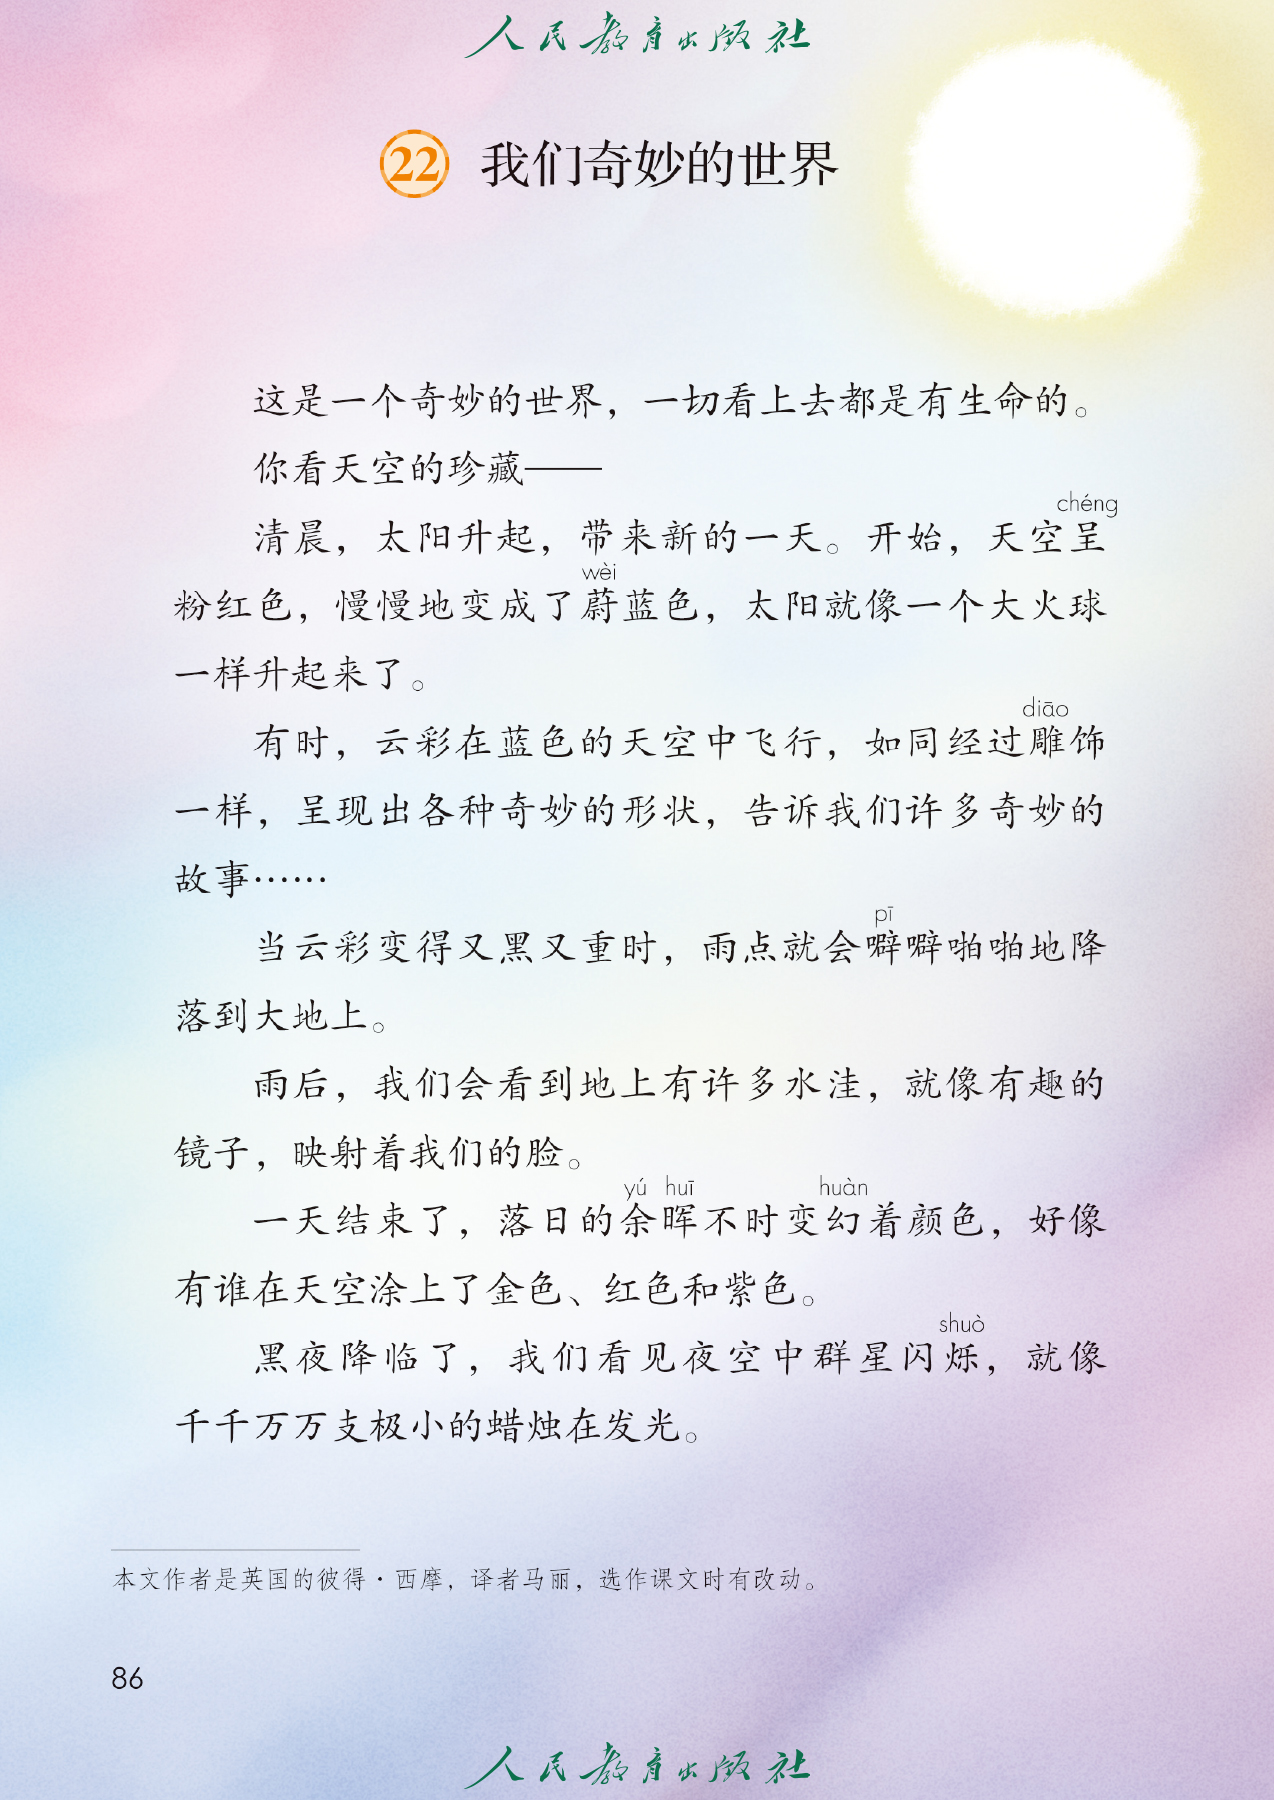 人民教育出版社
22 我们奇妙的世界
这是一个奇妙的世界，一切看上去都是有生命的。
你看天空的珍藏——
chéng
清晨，太阳升起，带来新的一天。开始，天空呈
wèi
粉红色，慢慢地变成了蔚蓝色，太阳就像一个大火球
一样升起来了。
diāo
有时，云彩在蓝色的天空中飞行，如同经过雕饰
一样，呈现出各种奇妙的形状，告诉我们许多奇妙的
故事……
pī
当云彩变得又黑又重时，雨点就会噼噼啪啪地降
落到大地上。
雨后，我们会看到地上有许多水洼，就像有趣的
镜子，映射着我们的脸。
yú huī huàn
一天结束了，落日的余晖不时变幻着颜色，好像
有谁在天空涂上了金色、红色和紫色。
shuò
黑夜降临了，我们看见夜空中群星闪烁，就像
千千万万支极小的蜡烛在发光。
本文作者是英国的彼得·西摩，译者马丽，选作课文时有改动。
86
人民教育出版社